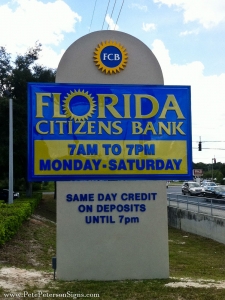 FCB
FLORIDA
CITIZENS BANK
7AM TO 7PM
MONDAY-SATURDAY
SAME DAY CREDIT
ON DEPOSITS
UNTIL 7pm
www.PetePetersonSigns.com